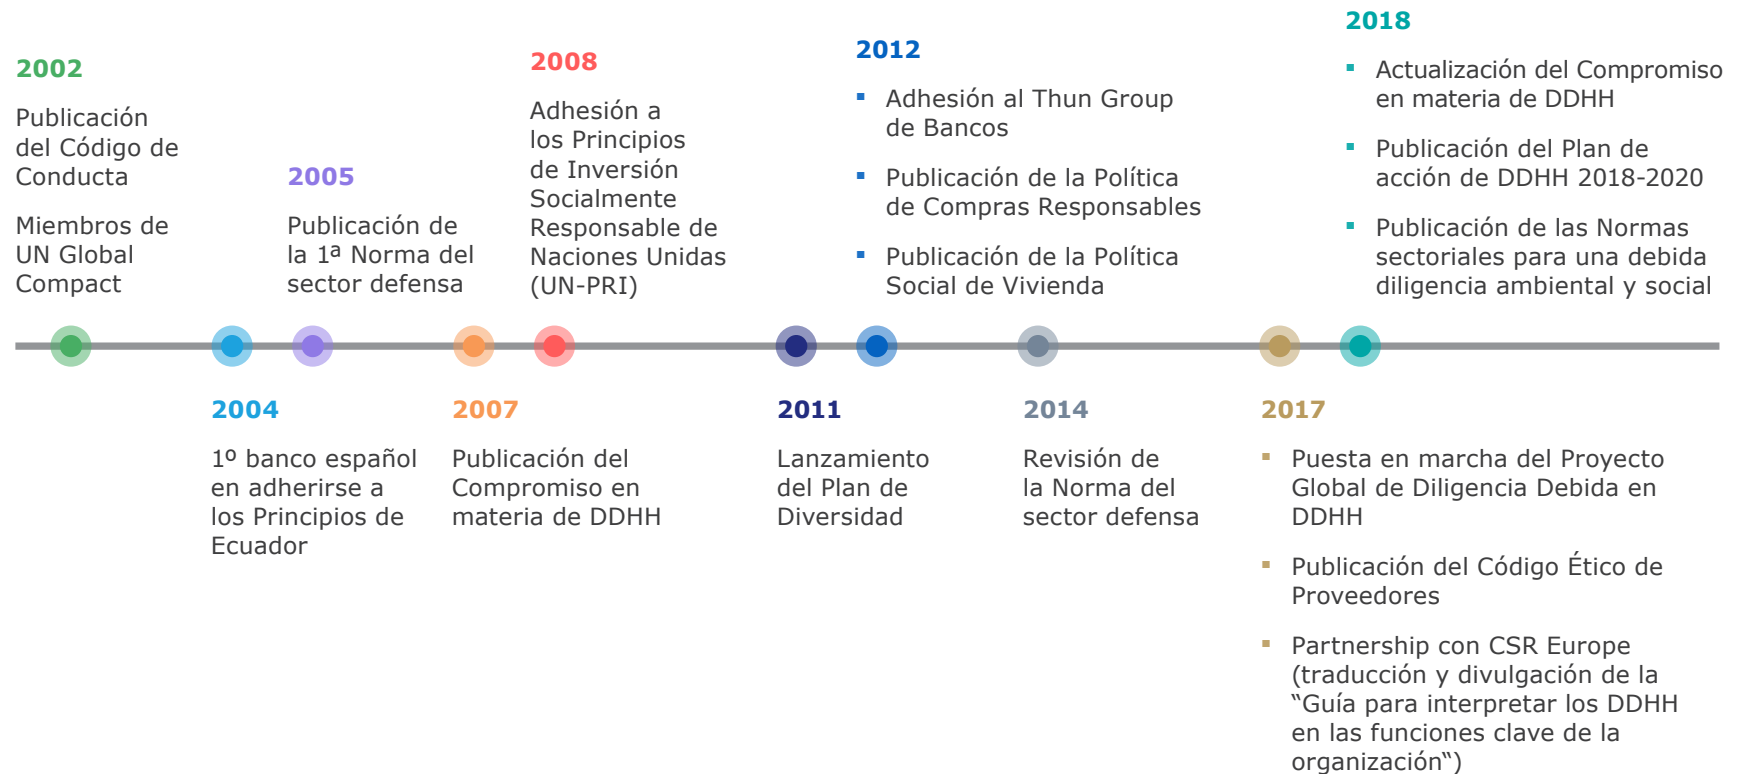 2002
Publicación
del Código de
Conducta
Miembros de
UN Global
Compact
2004
1º banco español
en adherirse a
los Principios de
Ecuador
2005
Publicación de
la 1ª Norma del
sector defensa
2007
Publicación del
Compromiso en
materia de DDHH
2008
Adhesión a
los Principios
de Inversión
Socialmente
Responsable de
Naciones Unidas
(UN-PRI)
2011
Lanzamiento
del Plan de
Diversidad
2012
▪ Adhesión al Thun Group
de Bancos
▪ Publicación de la Política
de Compras Responsables
▪ Publicación de la Política
Social de Vivienda
2014
Revisión de
la Norma del
sector defensa
2017
▪ Puesta en marcha del Proyecto
Global de Diligencia Debida en
DDHH
▪ Publicación del Código Ético de
Proveedores
▪ Partnership con CSR Europe
(traducción y divulgación de la
“Guía para interpretar los DDHH
en las funciones clave de la
organización“)
2018
▪ Actualización del Compromiso
en materia de DDHH
▪ Publicación del Plan de
acción de DDHH 2018-2020
▪ Publicación de las Normas
sectoriales para una debida
diligencia ambiental y social